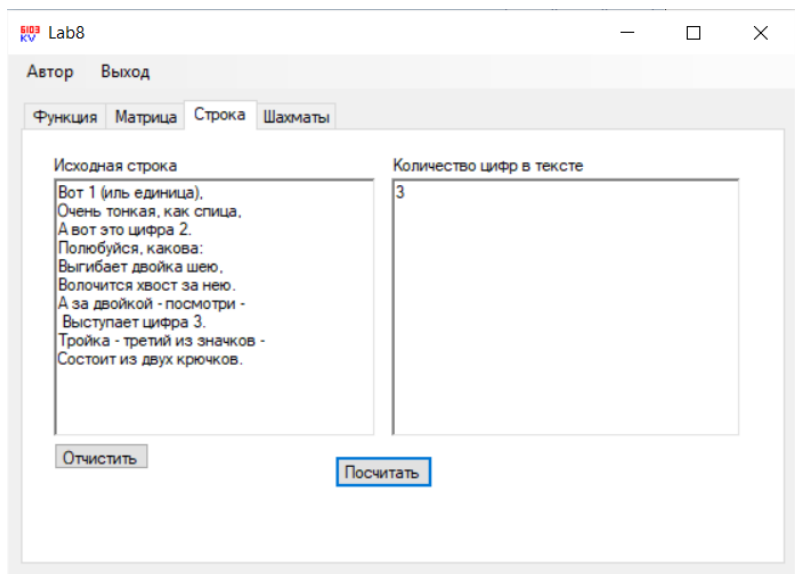 6103
KV Lab8
Автор Выход
Функция Матрица Строка Шахматы
Исходная строка
Вот 1 (иль единица),
Очень тонкая, как спица,
А вот это цифра 2.
Полюбуйся, какова:
Выгибает двойка шею,
Волочится хвост за нею.
А за двойкой - посмотри -
Выступает цифра 3.
Тройка - третий из значков -
Состоит из двух крючков.
Количество цифр в тексте
3
Отчистить
Посчитать